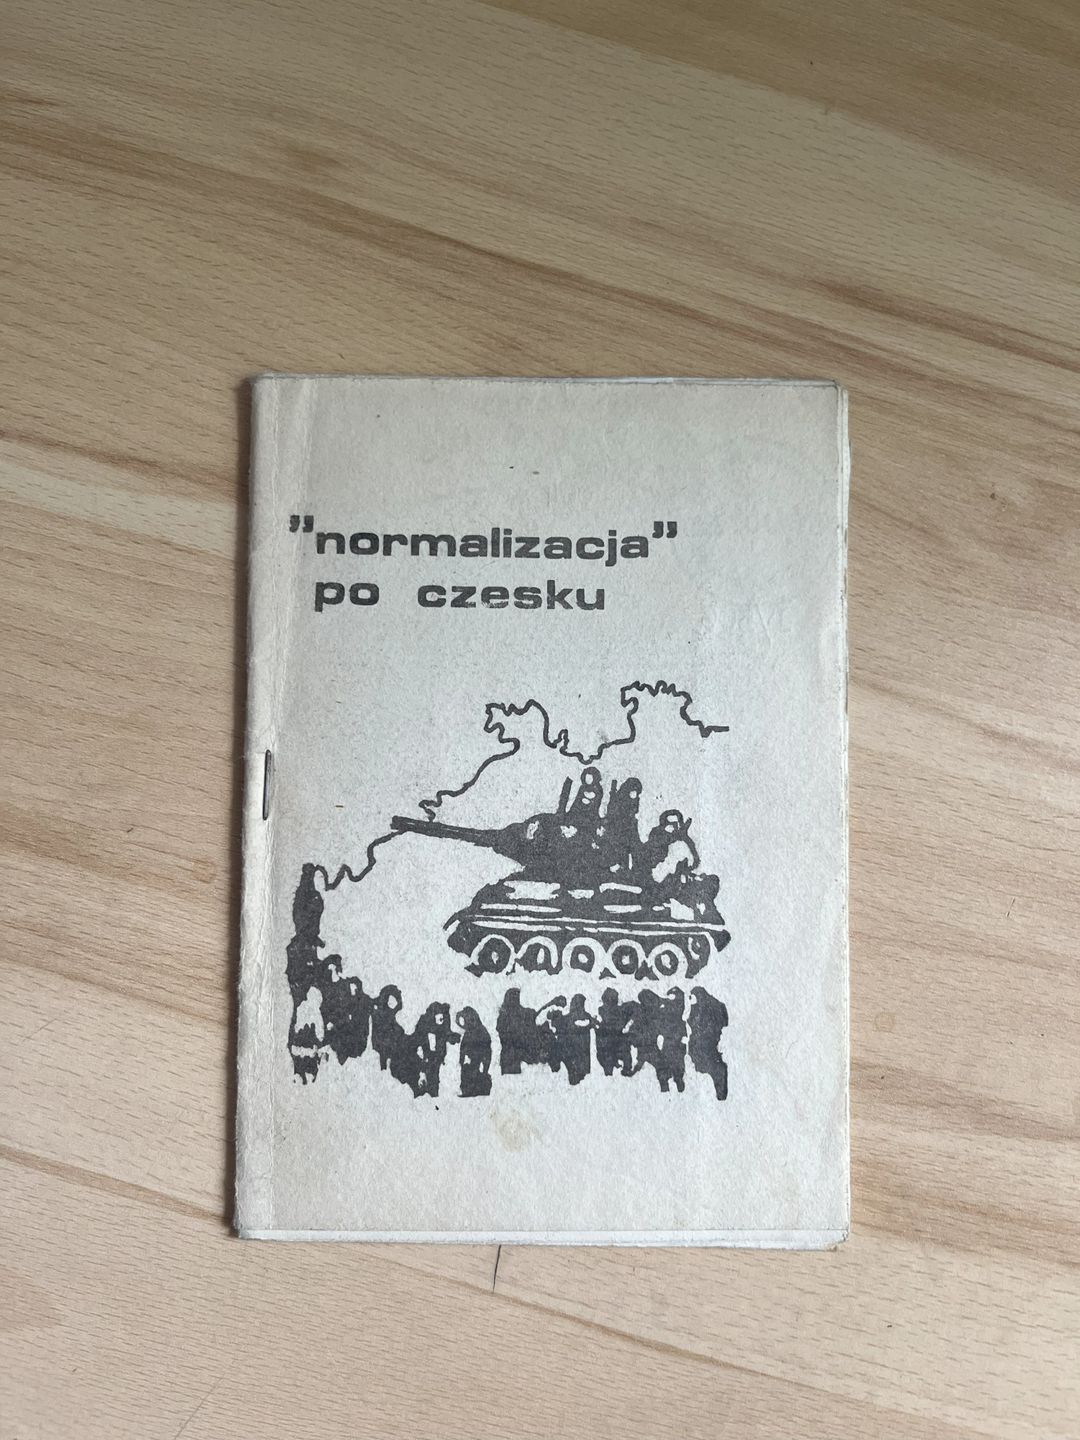 ”normalizacja”
po czesku